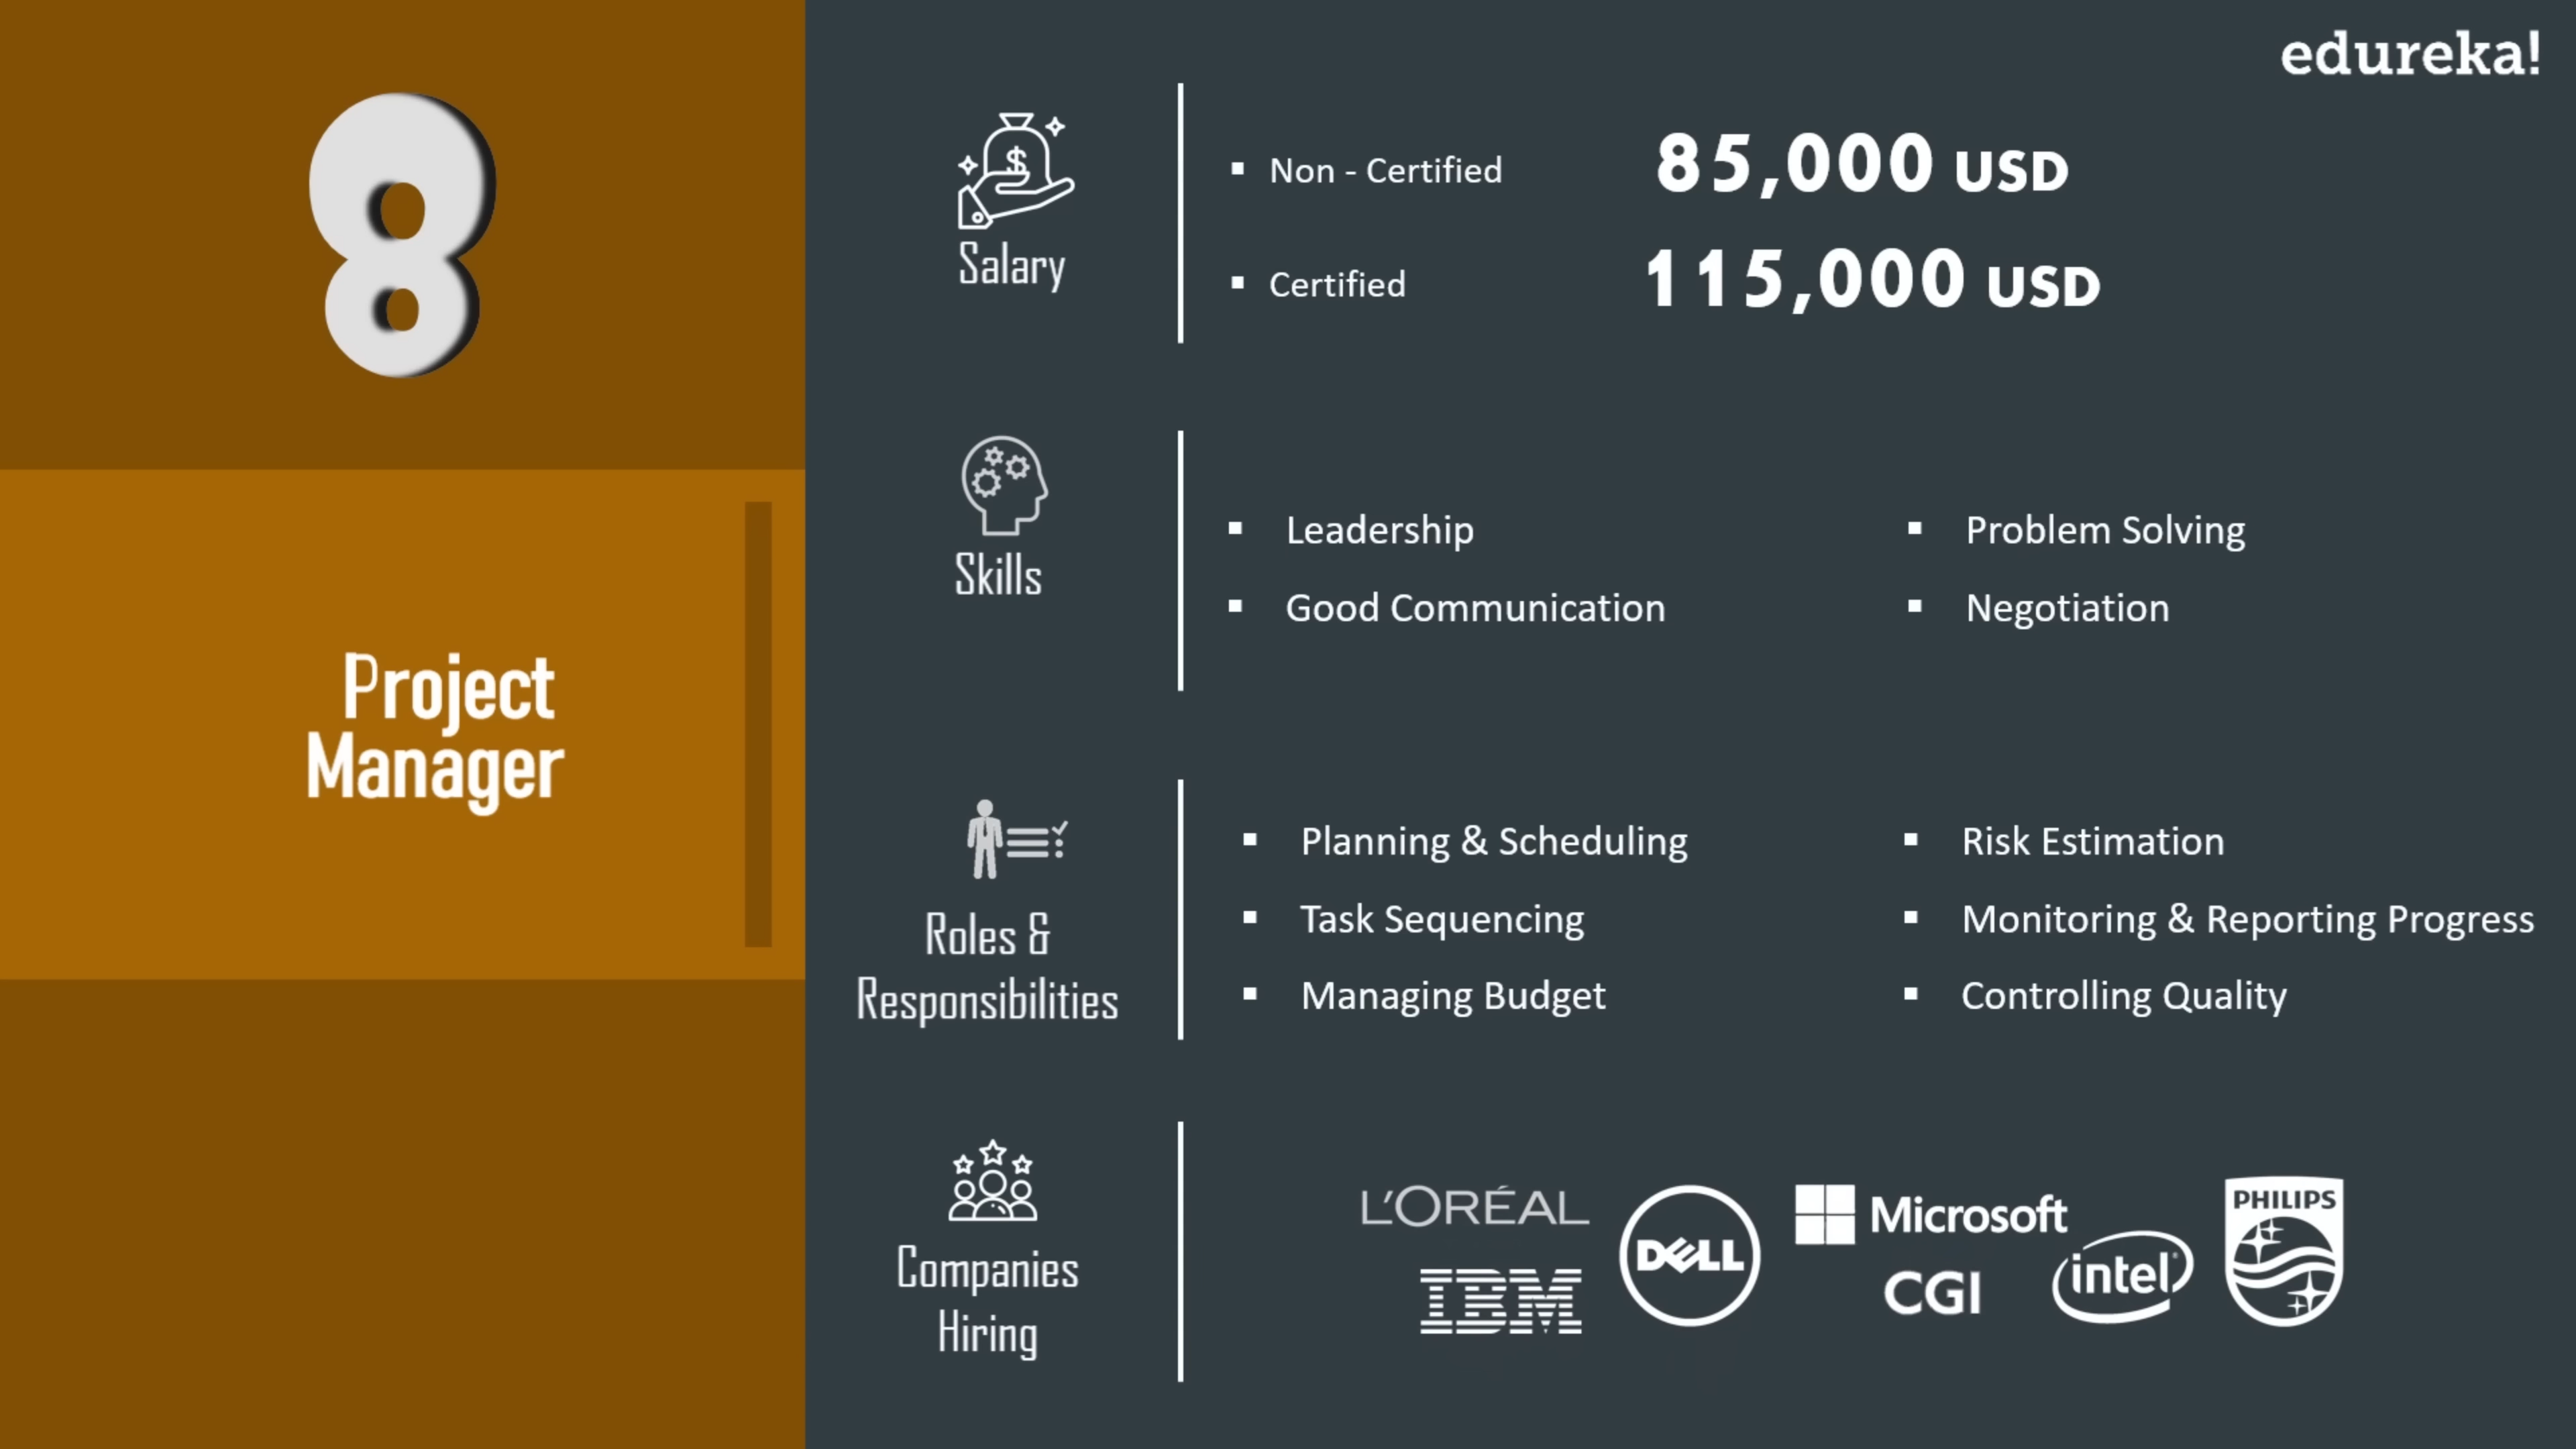 edureka!
8
Project
Manager
$
Salary
Non - Certified
85,000 USD
Certified
115,000 USD
Skills
Leadership
Good Communication
Problem Solving
Negotiation
Roles &
Responsibilities
Planning & Scheduling
Task Sequencing
Managing Budget
Risk Estimation
Monitoring & Reporting Progress
Controlling Quality
Companies
Hiring
L'ORÉAL
IBM
DELL
Microsoft
CGI
intel
PHILIPS